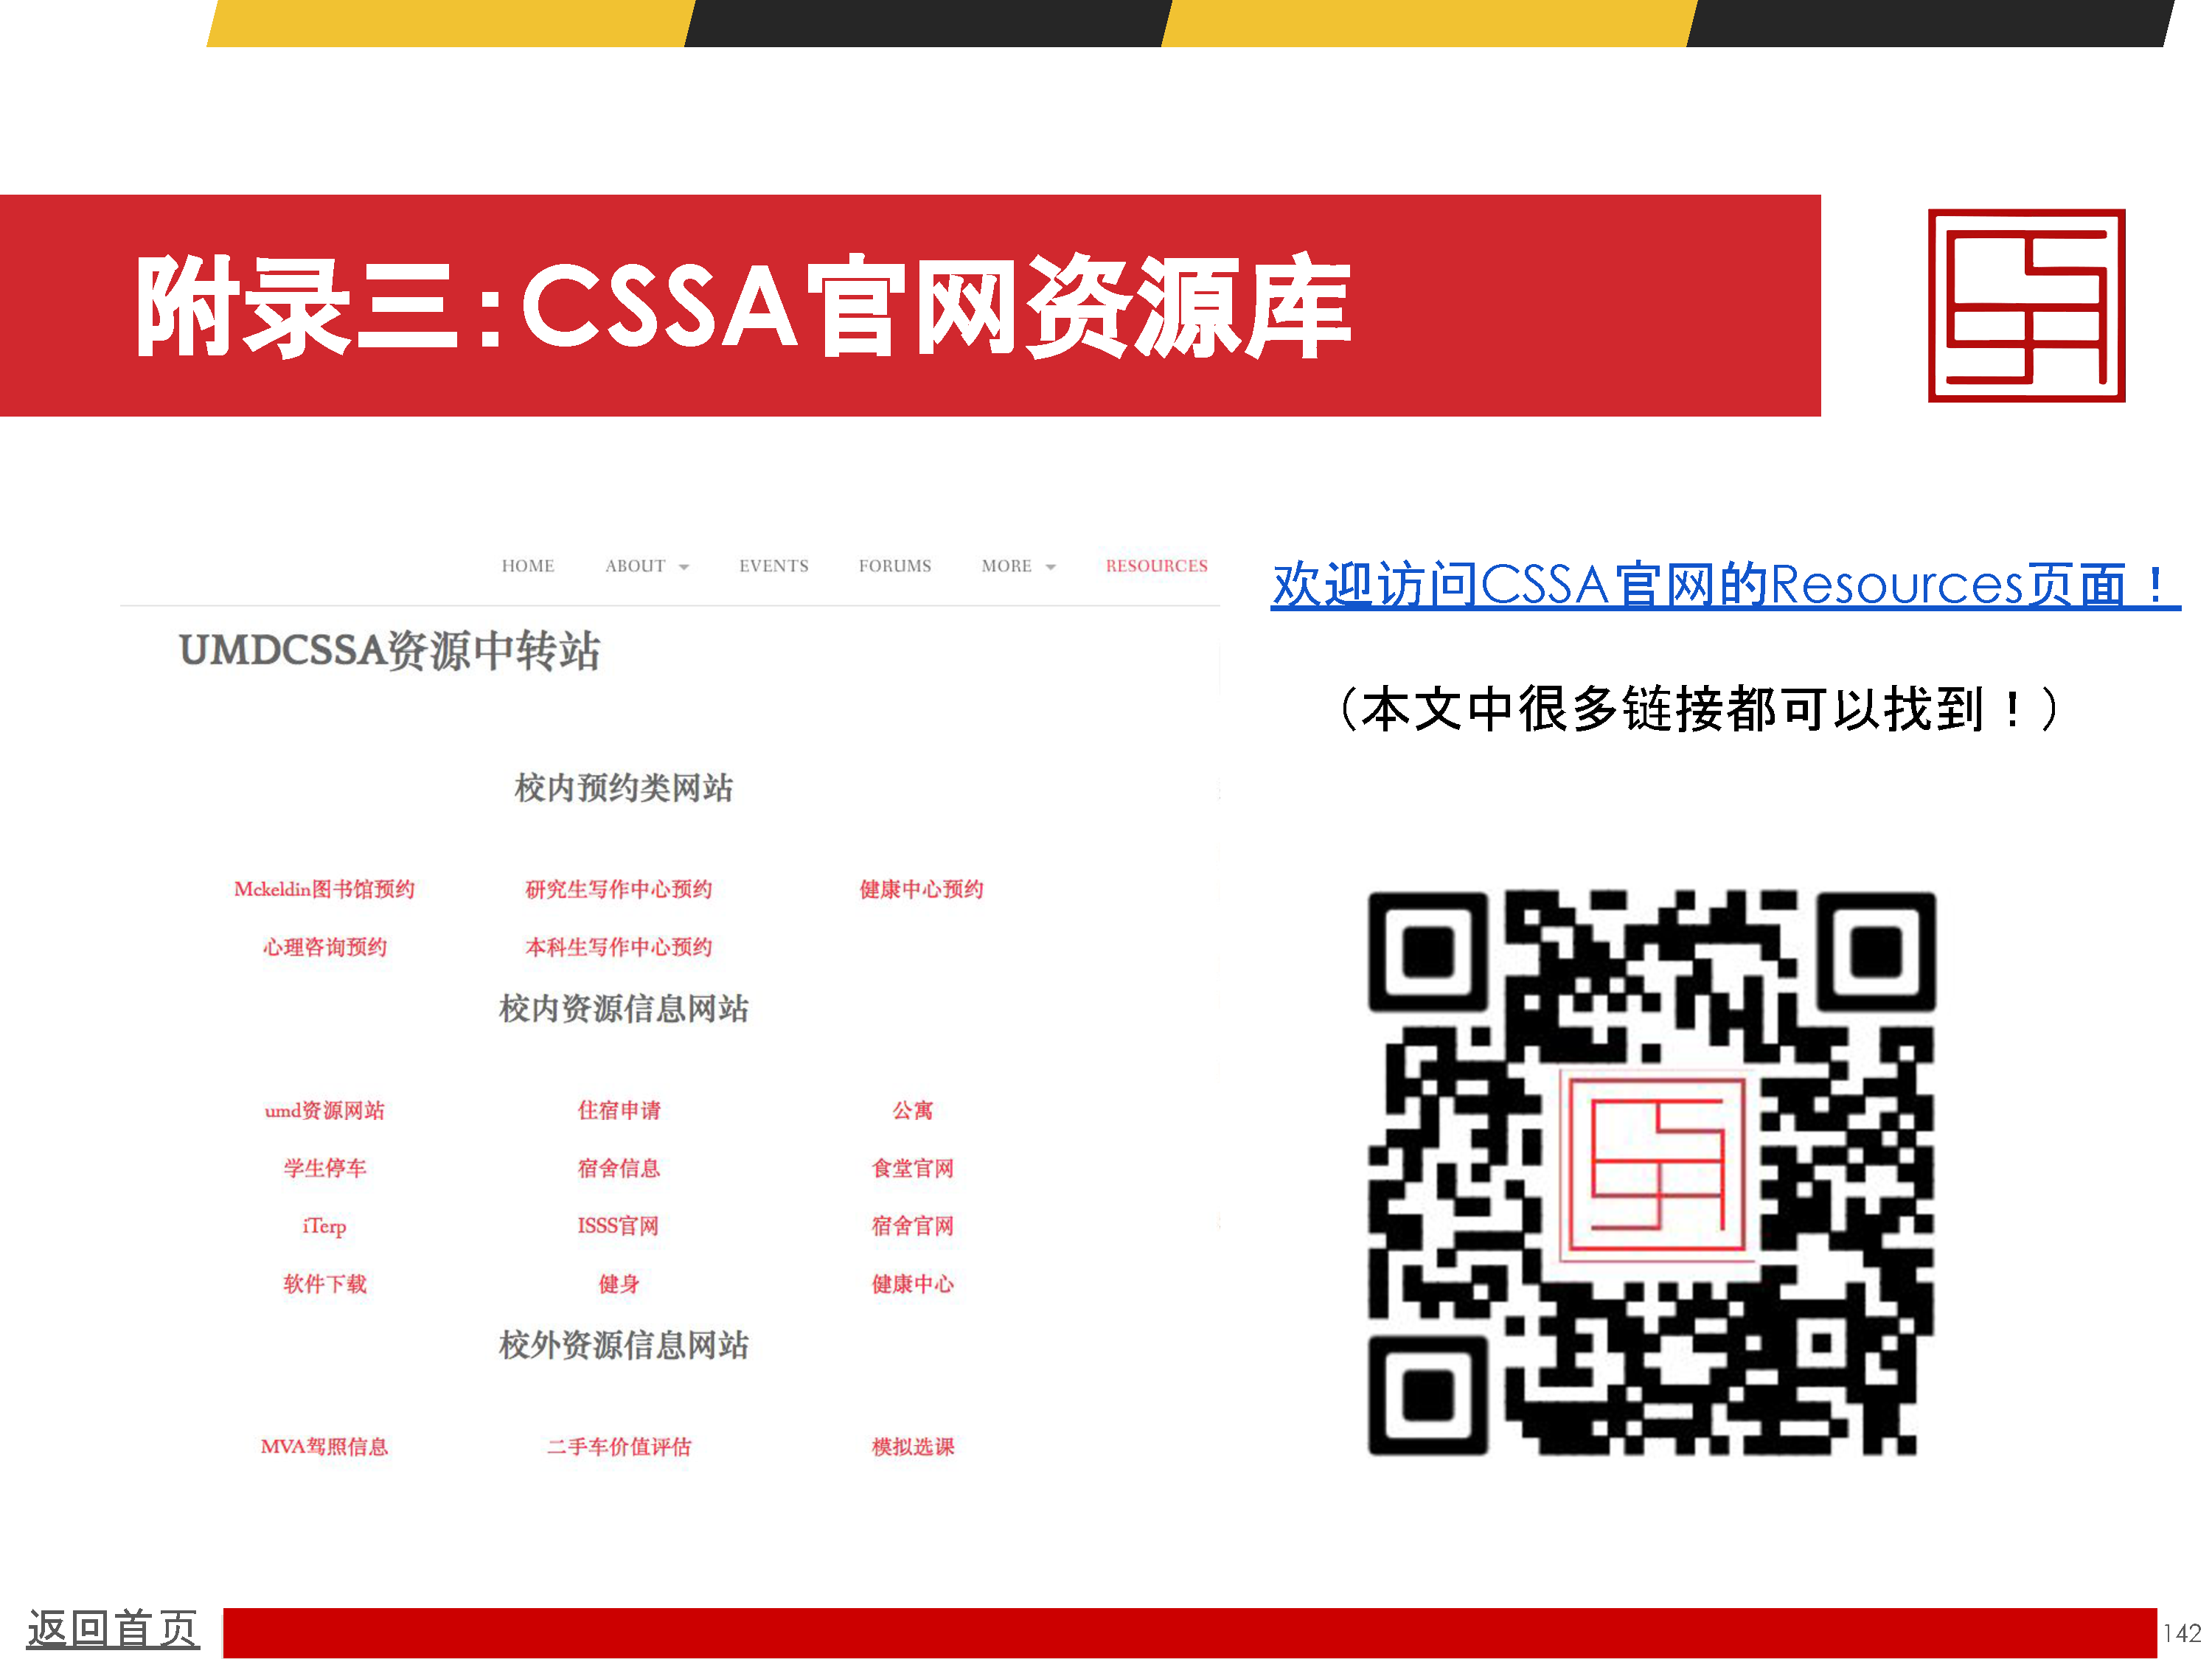 附录三:CSSA官网资源库
HOME ABOUT EVENTS FORUMS MORE RESOURCES
UMDCSSA资源中转站
校内预约类网站
Mckeldin图书馆预约 研究生写作中心预约 健康中心预约
心理咨询预约 本科生写作中心预约
校内资源信息网站
umd资源网站 住宿申请 公寓
学生停车 宿舍信息 食堂官网
iTerp ISSS官网 宿舍官网
软件下载 健身 健康中心
校外资源信息网站
MVA驾照信息 二手车价值评估 模拟选课
欢迎访问CSSA官网的Resources页面！
（本文中很多链接都可以找到！）
返回首页
142